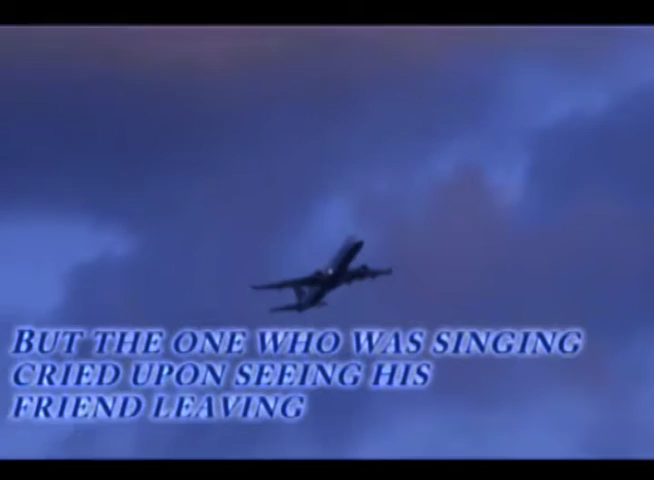 BUT THE ONE WHO WAS SINGING
CRIED UPON SEEING HIS
FRIEND LEAVING